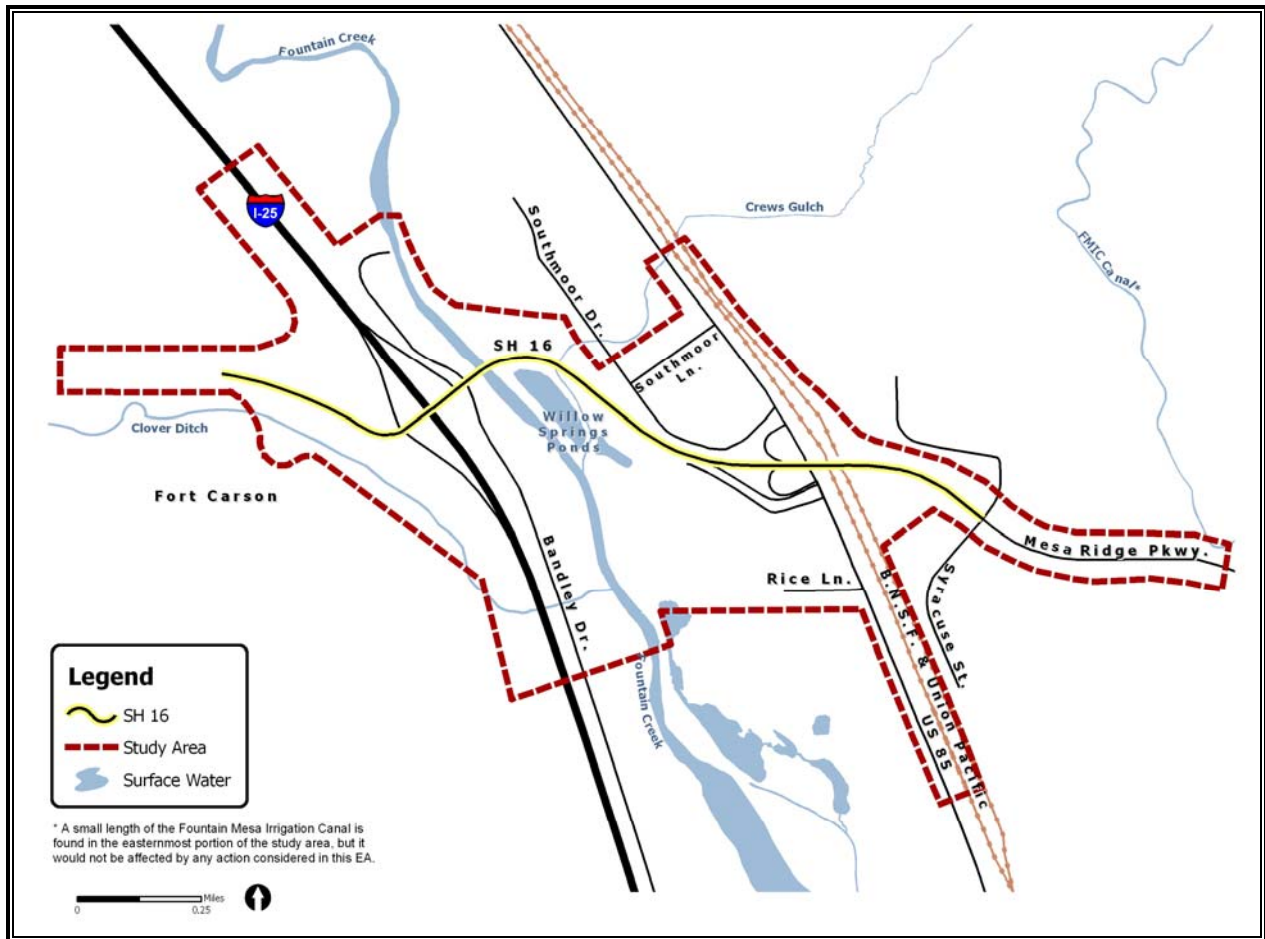 Fountain Creek
I-25
Crews Gulch
FMIC Canal*
Southmoor Dr.
SH 16
Southmoor
Ln.
Willow
Springs
Ponds
Clover Ditch
Fort Carson
Bandley Dr.
Rice Ln.
Mesa Ridge Pkwy.
Syracuse St.
B.N.S.F. & Union Pacific
US 85
Fountain Creek
Legend
SH 16
Study Area
Surface Water
* A small length of the Fountain Mesa Irrigation Canal is
found in the easternmost portion of the study area, but it
would not be affected by any action considered in this EA.
Miles
0 0.25